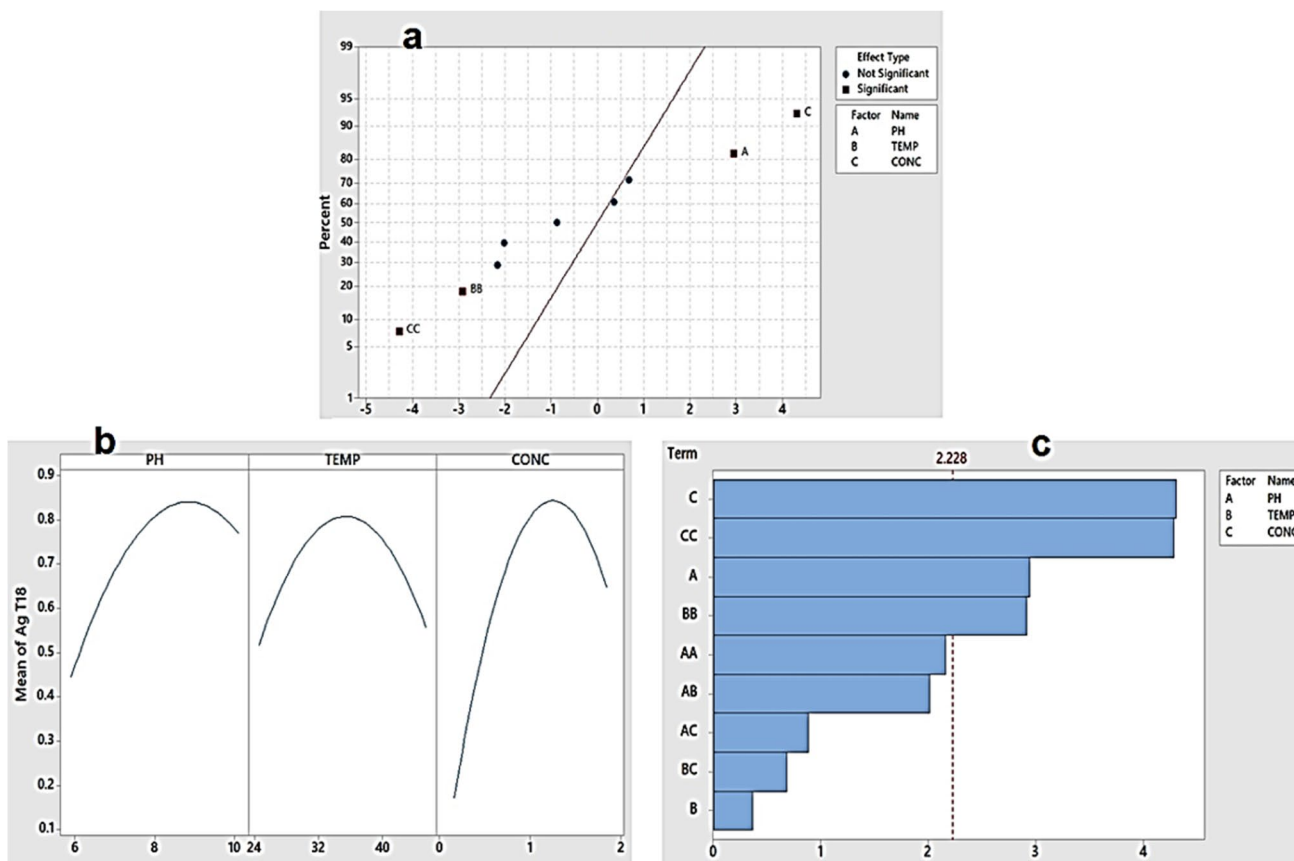 a
99
95
90
80
70
60
50
40
30
20
10
5
1
Percent
-5 -4 -3 -2 -1 0 1 2 3 4
C
A
BB
CC
Effect Type
Not Significant
Significant
Factor Name
A PH
B TEMP
C CONC
b
PH TEMP CONC
Mean of Ag T18
0.9
0.8
0.7
0.6
0.5
0.4
0.3
0.2
0.1
6 8 10 24 32 40 0 1 2
c
Term
2.228
C
CC
A
BB
AA
AB
AC
BC
B
0 1 2 3 4
Factor Name
A PH
B TEMP
C CONC